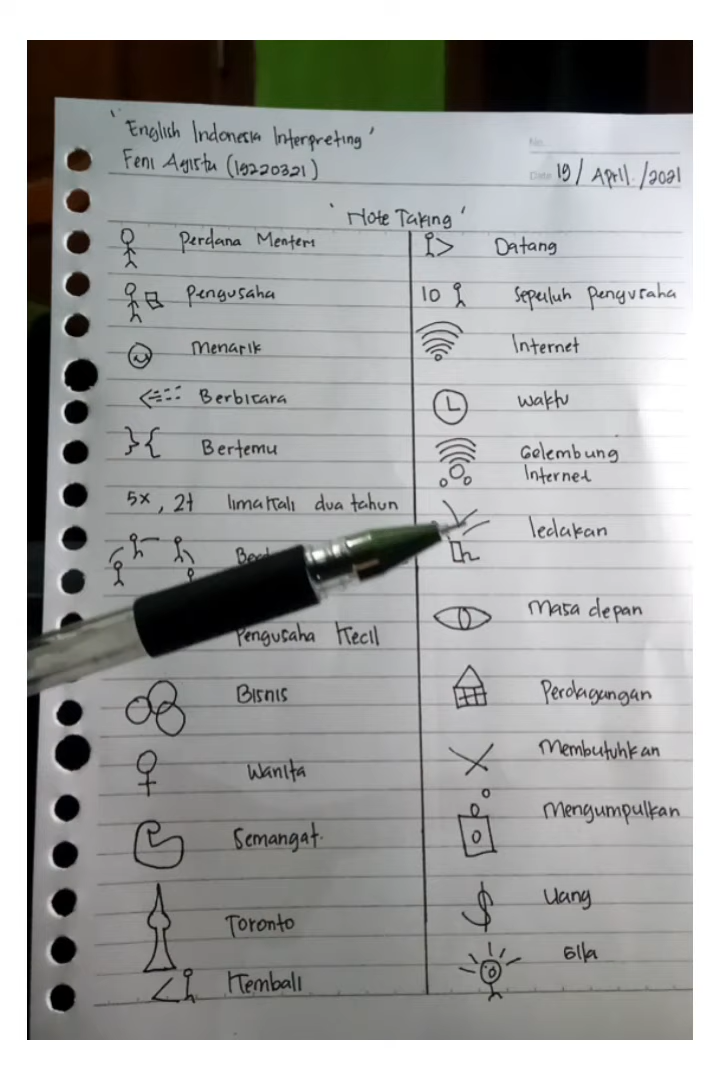 'English Indonesia Interpreting'
Feni Agista (19220321)
No.
Date 19/April./2021
'Note Taking'
Perdana Menteri
Pengusaha
Menarik
Berbicara
Bertemu
5x, 2t lima kali dua tahun
Pengusaha Kecil
Bisnis
Wanita
Semangat.
Toronto
Kembali
Datang
10 Sepuluh Pengusaha
Internet
Waktu
Gelembung
Internet
ledakan
Masa depan
Perdagangan
Membutuhkan
Mengumpulkan
Uang